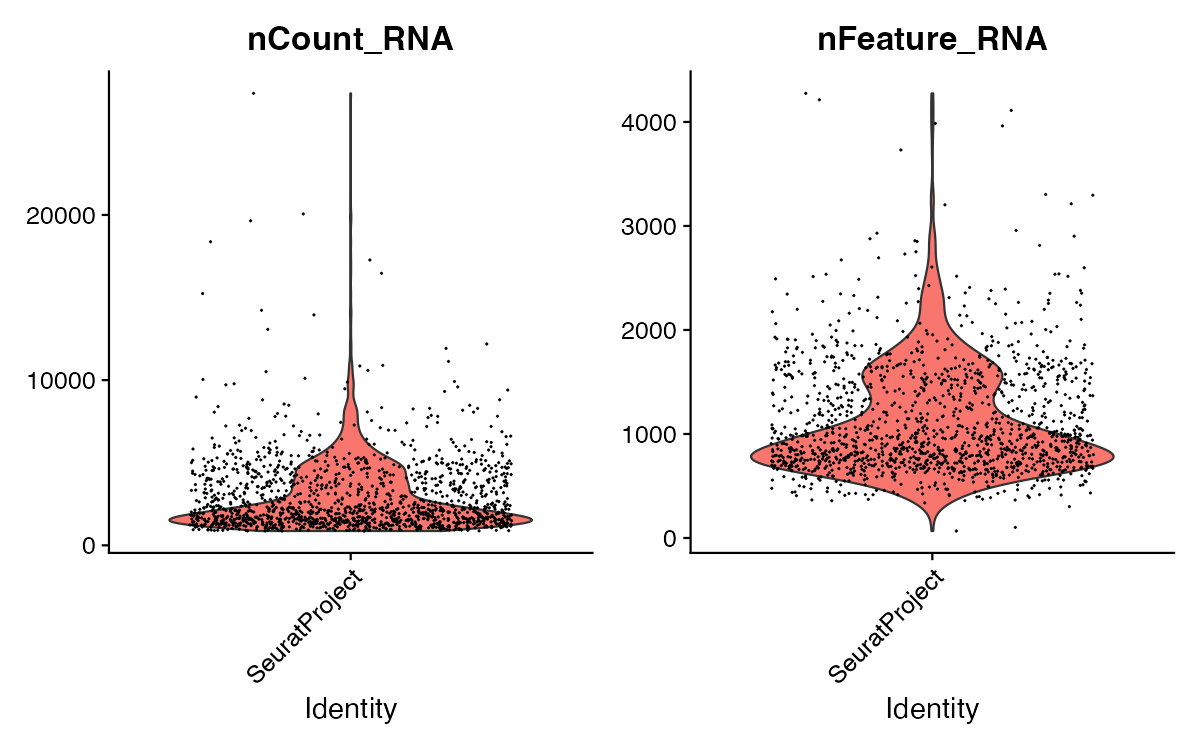 nCount_RNA
20000
10000
0
SeuratProject
Identity
nFeature_RNA
4000
3000
2000
1000
0
SeuratProject
Identity